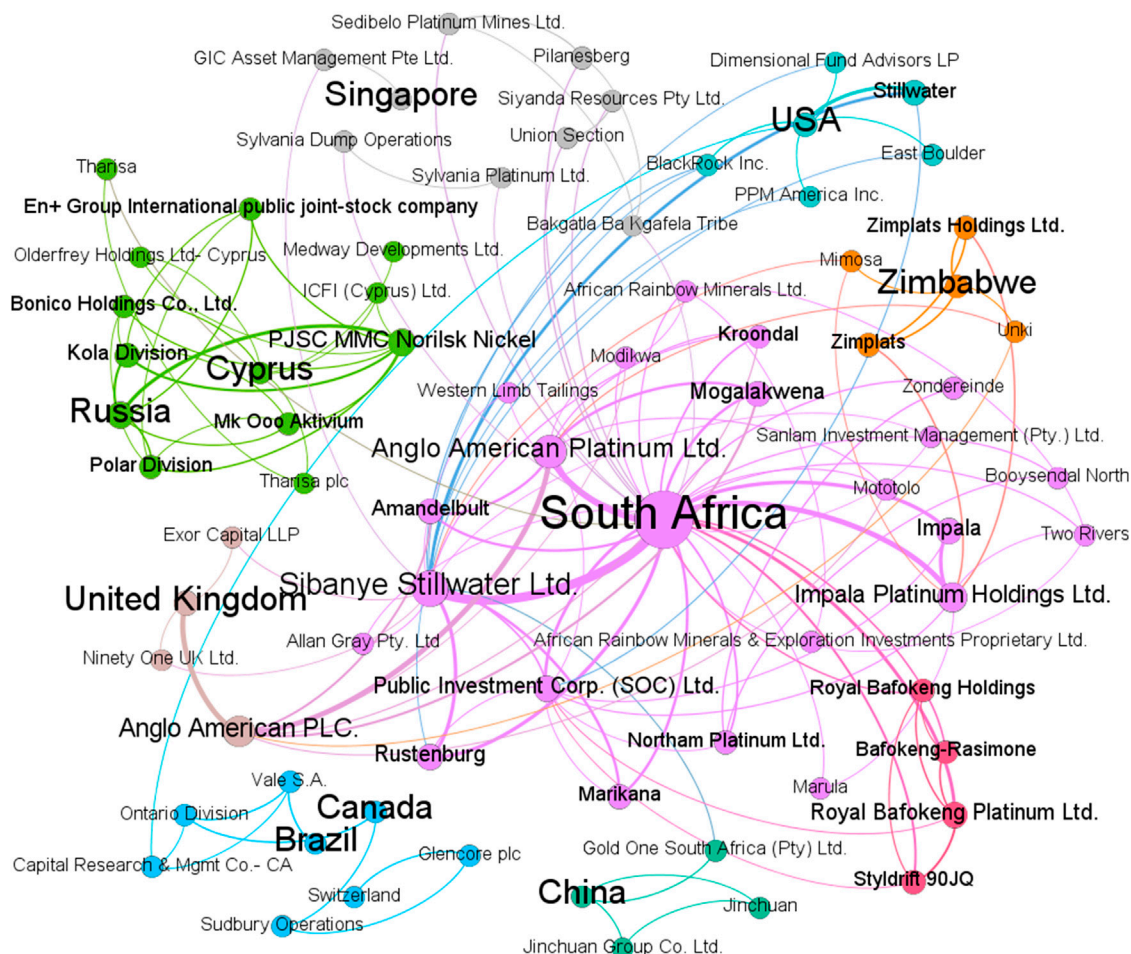 Sedibelo Platinum Mines Ltd.
GIC Asset Management Pte Ltd.
Pilanesberg
Dimensional Fund Advisors LP
Singapore
Siyanda Resources Pty Ltd.
Stillwater
USA
Sylvania Dump Operations
Union Section
East Boulder
Tharisa
Sylvania Platinum Ltd.
BlackRock Inc.
PPM America Inc.
En+ Group International public joint-stock company
Bakgatla Ba Kgafela Tribe
Zimplats Holdings Ltd.
Olderfrey Holdings Ltd- Cyprus
Medway Developments Ltd.
Mimosa
Zimbabwe
ICFI (Cyprus) Ltd.
African Rainbow Minerals Ltd.
Bonico Holdings Co., Ltd.
PJSC MMC Norilsk Nickel
Kroondal
Zimplats
Unki
Kola Division
Cyprus
Modikwa
Western Limb Tailings
Mogalakwena
Zondereinde
Russia
Mk Ooo Aktivium
Anglo American Platinum Ltd.
Sanlam Investment Management (Pty.) Ltd.
Polar Division
Tharisa plc
Booysendal North
Mototolo
Amandelbult
South Africa
Exor Capital LLP
Impala
Two Rivers
Sibanye Stillwater Ltd.
United Kingdom
Impala Platinum Holdings Ltd.
Allan Gray Pty. Ltd
African Rainbow Minerals & Exploration Investments Proprietary Ltd.
Ninety One UK Ltd.
Public Investment Corp. (SOC) Ltd.
Royal Bafokeng Holdings
Anglo American PLC.
Rustenburg
Northam Platinum Ltd.
Bafokeng-Rasimone
Vale S.A.
Marikana
Marula
Ontario Division
Canada
Royal Bafokeng Platinum Ltd.
Brazil
Gold One South Africa (Pty) Ltd.
Capital Research & Mgmt Co.- CA
Glencore plc
Styldrift 90JQ
Switzerland
China
Jinchuan
Sudbury Operations
Jinchuan Group Co. Ltd.